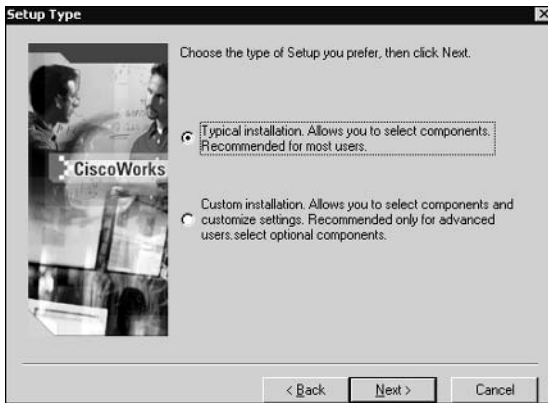 Setup Type
Choose the type of Setup you prefer, then click Next.
Typical installation. Allows you to select components.
Recommended for most users.
CiscoWorks
Custom installation. Allows you to select components and
customize settings. Recommended only for advanced
users.select optional components.
< Back
Next >
Cancel